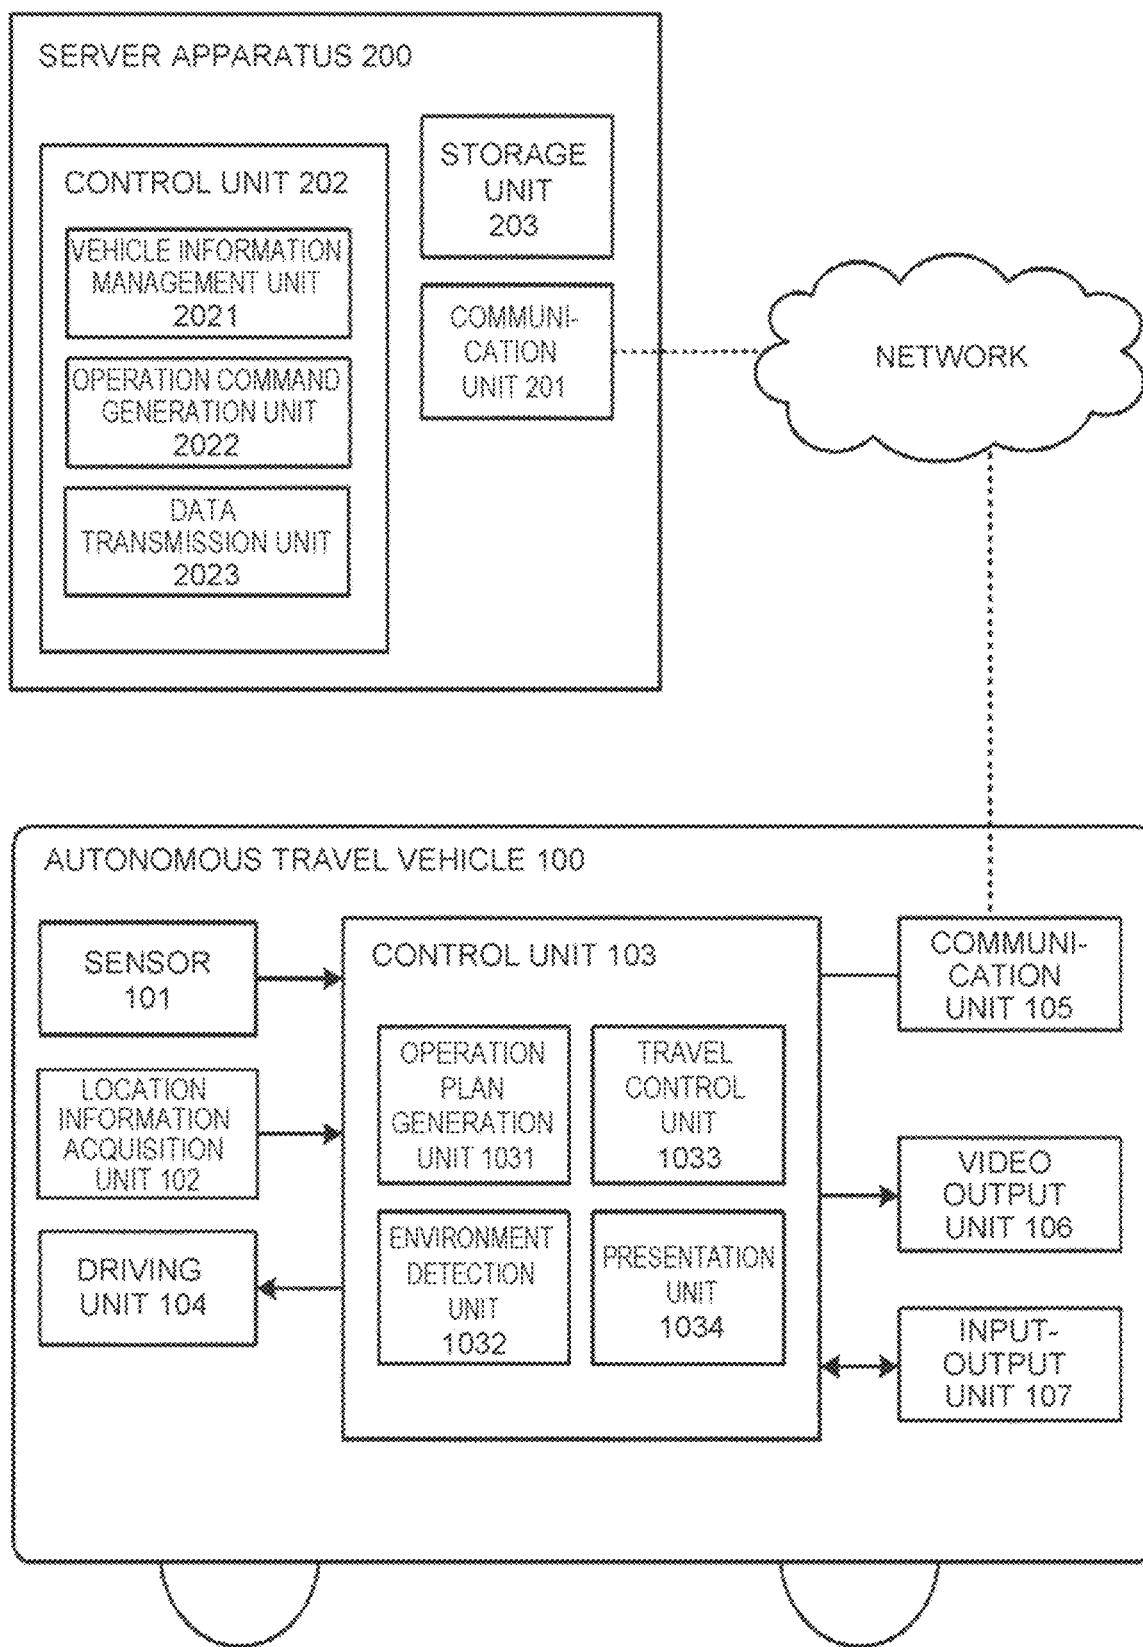 SERVER APPARATUS 200
CONTROL UNIT 202
VEHICLE INFORMATION
MANAGEMENT UNIT
2021
OPERATION COMMAND
GENERATION UNIT
2022
DATA
TRANSMISSION UNIT
2023
STORAGE
UNIT
203
COMMUNI-
CATION
UNIT 201
NETWORK
AUTONOMOUS TRAVEL VEHICLE 100
SENSOR
101
LOCATION
INFORMATION
ACQUISITION
UNIT 102
DRIVING
UNIT 104
CONTROL UNIT 103
OPERATION
PLAN
GENERATION
UNIT 1031
TRAVEL
CONTROL
UNIT
1033
ENVIRONMENT
DETECTION
UNIT
1032
PRESENTATION
UNIT
1034
COMMUNI-
CATION
UNIT 105
VIDEO
OUTPUT
UNIT 106
INPUT-
OUTPUT
UNIT 107